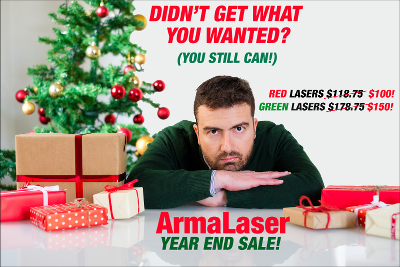 DIDN'T GET WHAT
YOU WANTED?
(YOU STILL CAN!)
RED LASERS $118.75 $100!
GREEN LASERS $178.75 $150!
ArmaLaser
YEAR END SALE!